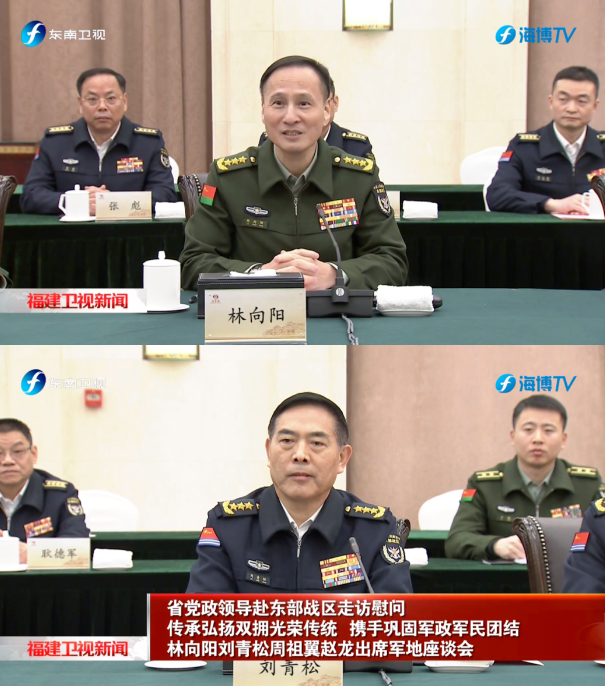 东南卫视
海博TV
张 彪
林向阳
福建卫视新闻
东南卫视
海博TV
耿德军
省党政领导赴东部战区走访慰问
传承弘扬双拥光荣传统 携手巩固军政军民团结
林向阳刘青松周祖翼赵龙出席军地座谈会
刘青松
福建卫视新闻